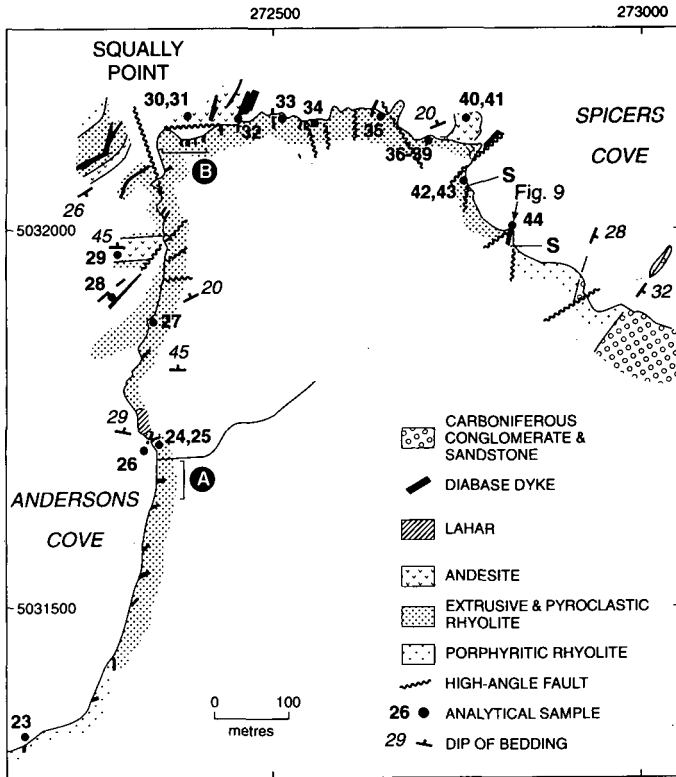 272500
273000
SQUALLY
POINT
30,31
33
34
20
40,41
SPICERS
COVE
32
35
36-39
B
S
42,43
Fig. 9
26
44
5032000
45
S
28
29
28
20
32
27
45
29
24,25
26
A
ANDERSONS
COVE
5031500
23
CARBONIFEROUS
CONGLOMERATE &
SANDSTONE
DIABASE DYKE
LAHAR
ANDESITE
EXTRUSIVE & PYROCLASTIC
RHYOLITE
PORPHYRITIC RHYOLITE
HIGH-ANGLE FAULT
26 ANALYTICAL SAMPLE
29 DIP OF BEDDING
0 100
metres